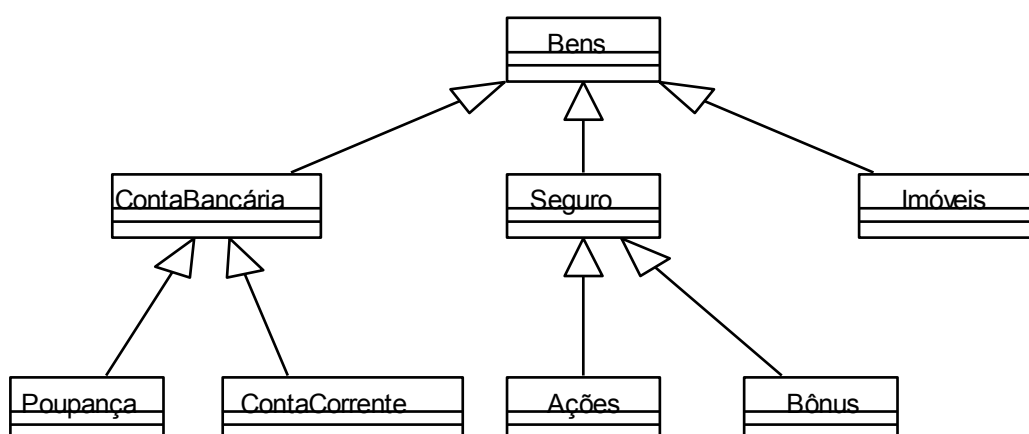 Bens
ContaBancária
Seguro
Imóveis
Poupança
ContaCorrente
Ações
Bônus